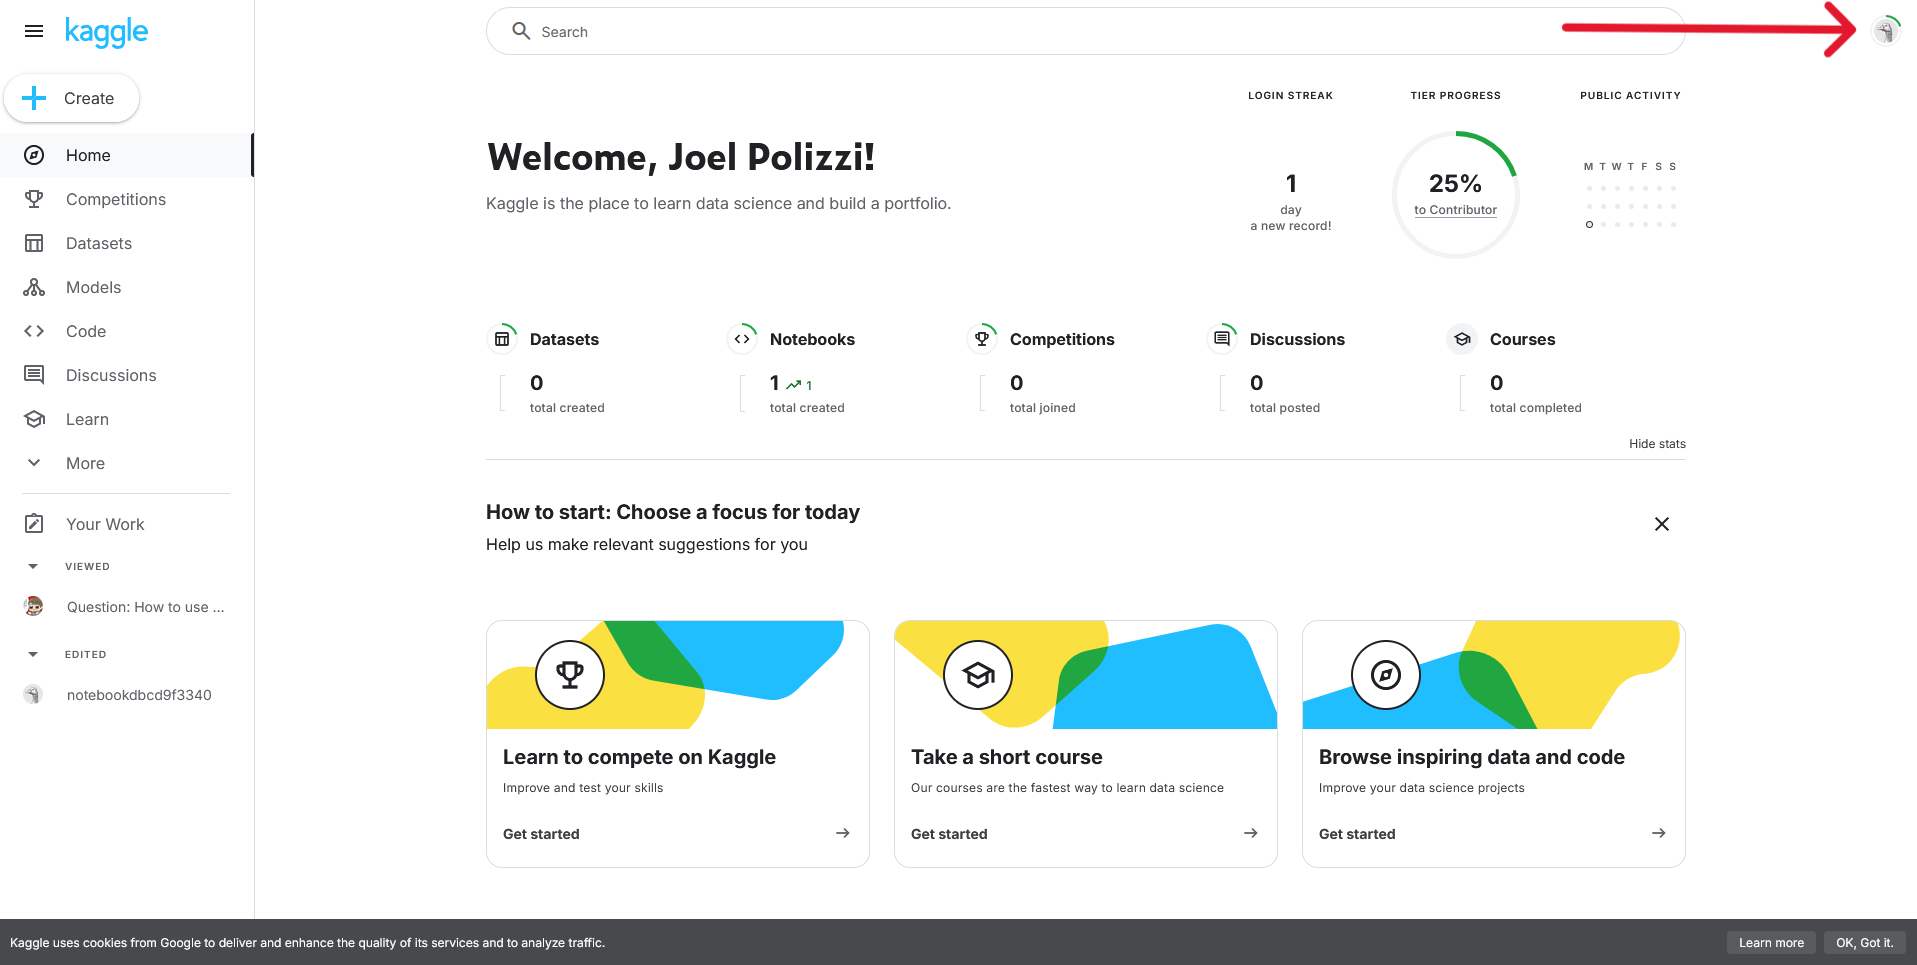 kaggle
Search
Create
Home
Competitions
Datasets
Models
Code
Discussions
Learn
More
Your Work
VIEWED
Question: How to use ...
EDITED
notebookdbcd9f3340
Welcome, Joel Polizzi!
Kaggle is the place to learn data science and build a portfolio.
LOGIN STREAK
1
day
a new record!
TIER PROGRESS
25%
to Contributor
PUBLIC ACTIVITY
M T W T F S S
Datasets
0
total created
Notebooks
1 1
total created
Competitions
0
total joined
Discussions
0
total posted
Courses
0
total completed
Hide stats
How to start: Choose a focus for today
Help us make relevant suggestions for you
Learn to compete on Kaggle
Improve and test your skills
Get started
Take a short course
Our courses are the fastest way to learn data science
Get started
Browse inspiring data and code
Improve your data science projects
Get started
Kaggle uses cookies from Google to deliver and enhance the quality of its services and to analyze traffic.
Learn more
OK, Got it.